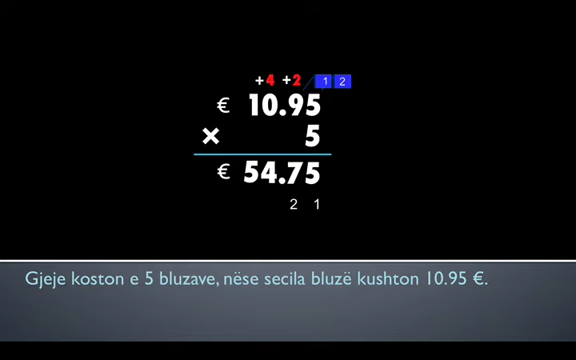 +4 +2 1 2
€ 10.95
× 5
€ 54.75
2 1
Gjeje koston e 5 bluzave, nëse secila bluzë kushton 10.95 €.